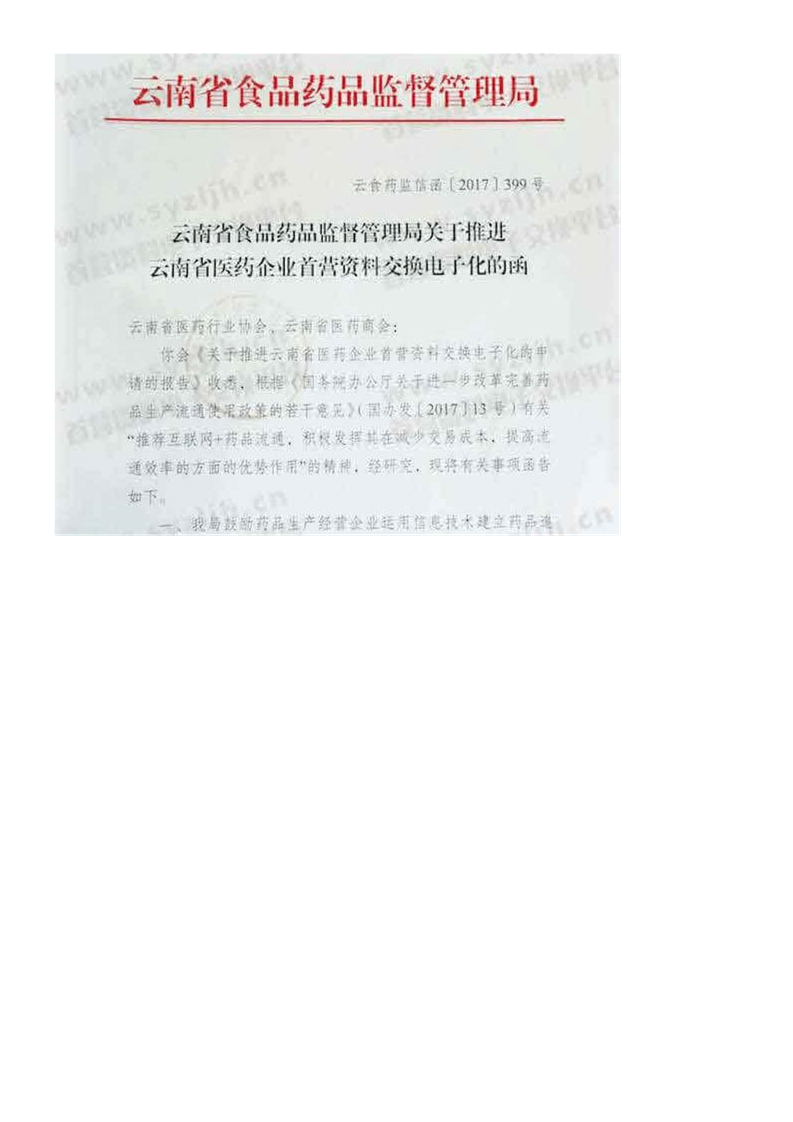 云南省食品药品监督管理局
云食药监信函〔2017〕399号
云南省食品药品监督管理局关于推进
云南省医药企业首营资料交换电子化的函
云南省医药行业协会、云南省医药商会：
你会《关于推进云南省医药企业首营资料交换电子化的申
请的报告》收悉，根据《国务院办公厅关于进一步改革完善药
品生产流通使用政策的若干意见》（国办发〔2017〕13号）有关
“推荐互联网+药品流通，积极发挥其在减少交易成本，提高流
通效率的方面的优势作用”的精神，经研究，现将有关事项函告
如下。
一、我局鼓励药品生产经营企业运用信息技术建立药品追
www.syzljh.cn